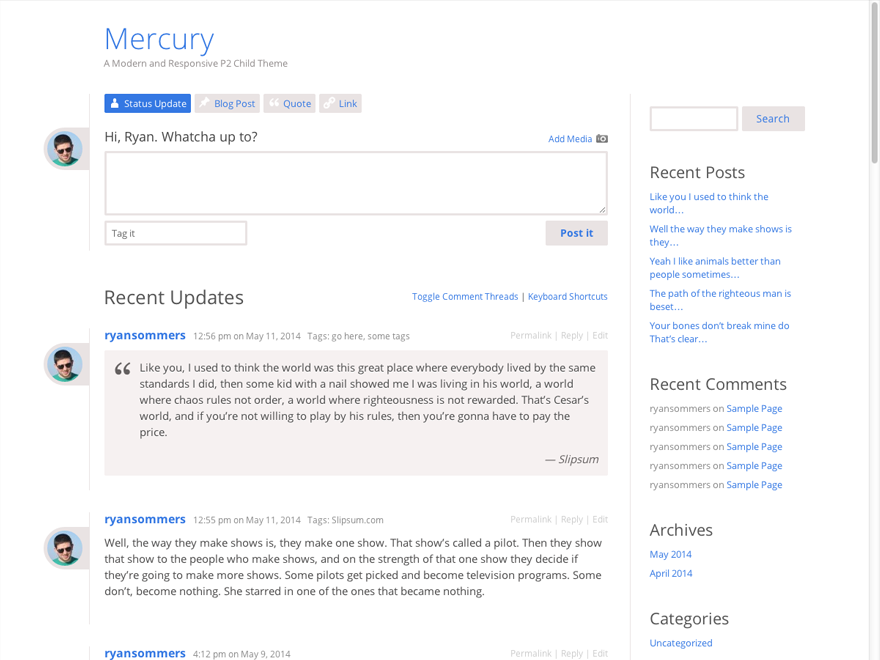 Mercury
A Modern and Responsive P2 Child Theme
Status Update
Blog Post
Quote
Link
Hi, Ryan. Whatcha up to?
Add Media
Tag it
Post it
Recent Updates
Toggle Comment Threads | Keyboard Shortcuts
ryansommers 12:56 pm on May 11, 2014 Tags: go here, some tags
Permalink | Reply | Edit
“ Like you, I used to think the world was this great place where everybody lived by the same
standards I did, then some kid with a nail showed me I was living in his world, a world
where chaos rules not order, a world where righteousness is not rewarded. That’s Cesar’s
world, and if you’re not willing to play by his rules, then you’re gonna have to pay the
price.
— Slipsum
ryansommers 12:55 pm on May 11, 2014 Tags: Slipsum.com
Permalink | Reply | Edit
Well, the way they make shows is, they make one show. That show’s called a pilot. Then they show
that show to the people who make shows, and on the strength of that one show they decide if
they’re going to make more shows. Some pilots get picked and become television programs. Some
don’t, become nothing. She starred in one of the ones that became nothing.
ryansommers 4:12 pm on May 9, 2014
Permalink | Reply | Edit
Search
Recent Posts
Like you I used to think the
world…
Well the way they make shows is
they…
Yeah I like animals better than
people sometimes…
The path of the righteous man is
beset…
Your bones don’t break mine do
That’s clear…
Recent Comments
ryansommers on Sample Page
ryansommers on Sample Page
ryansommers on Sample Page
ryansommers on Sample Page
ryansommers on Sample Page
Archives
May 2014
April 2014
Categories
Uncategorized